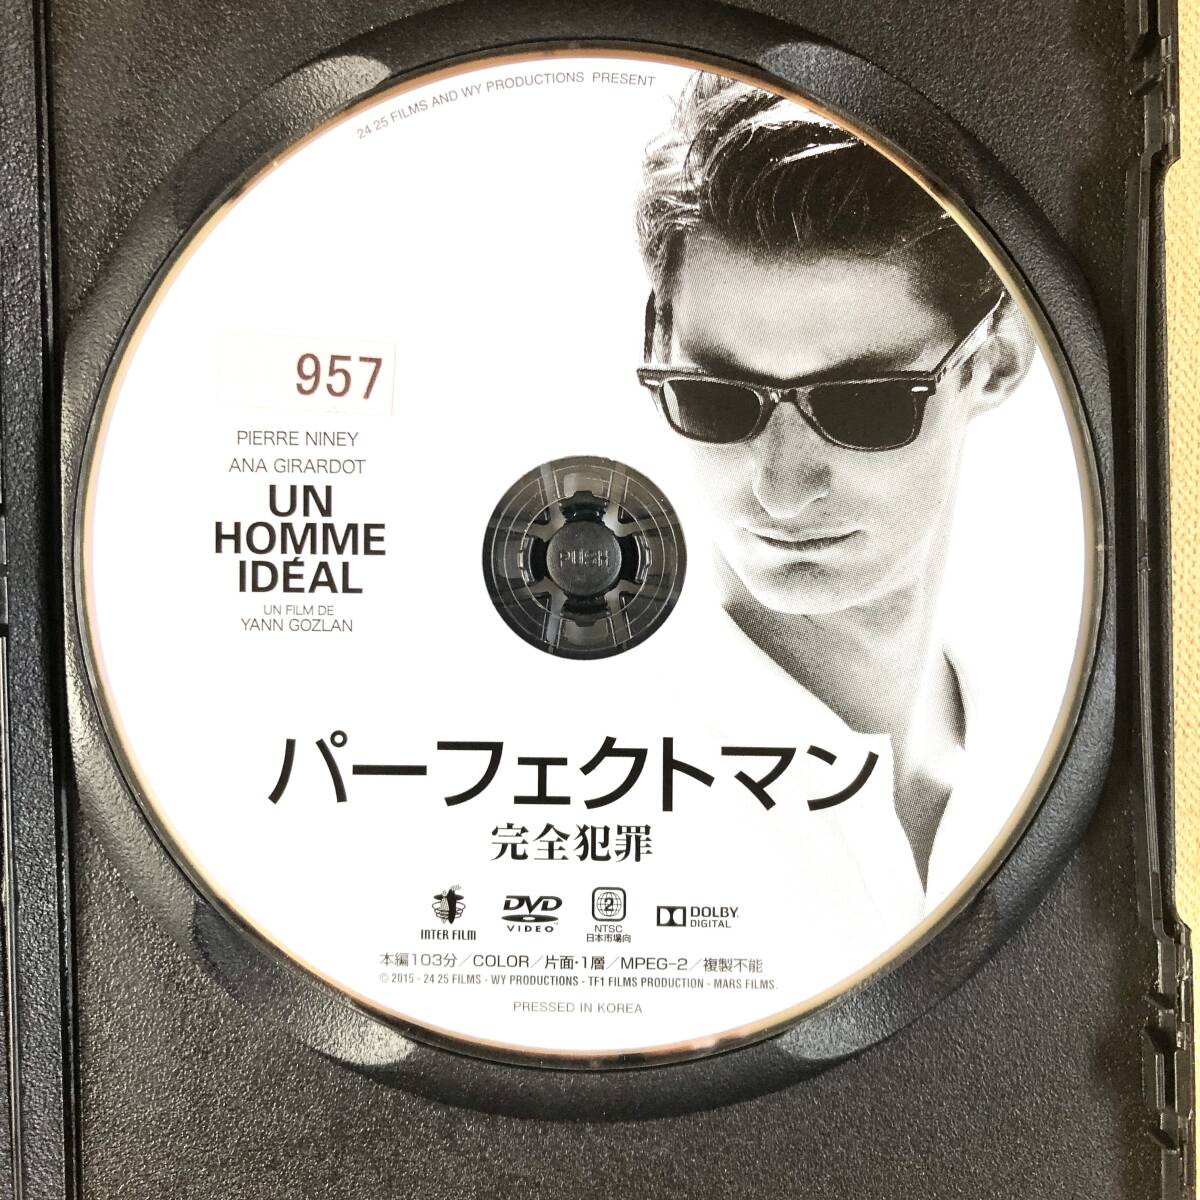 24 25 FILMS AND WY PRODUCTIONS PRESENT
957
PIERRE NINEY
ANA GIRARDOT
UN
HOMME
IDÉAL
UN FILM DE
YANN GOZLAN
PUSH
パーフェクトマン
完全犯罪
INTER FILM
DVD
VIDEO
2
NTSC
日本市場向
DOLBY
DIGITAL
本編103分/COLOR/片面・1層/MPEG-2/複製不能
© 2015 - 24 25 FILMS - WY PRODUCTIONS - TF1 FILMS PRODUCTION - MARS FILMS.
PRESSED IN KOREA